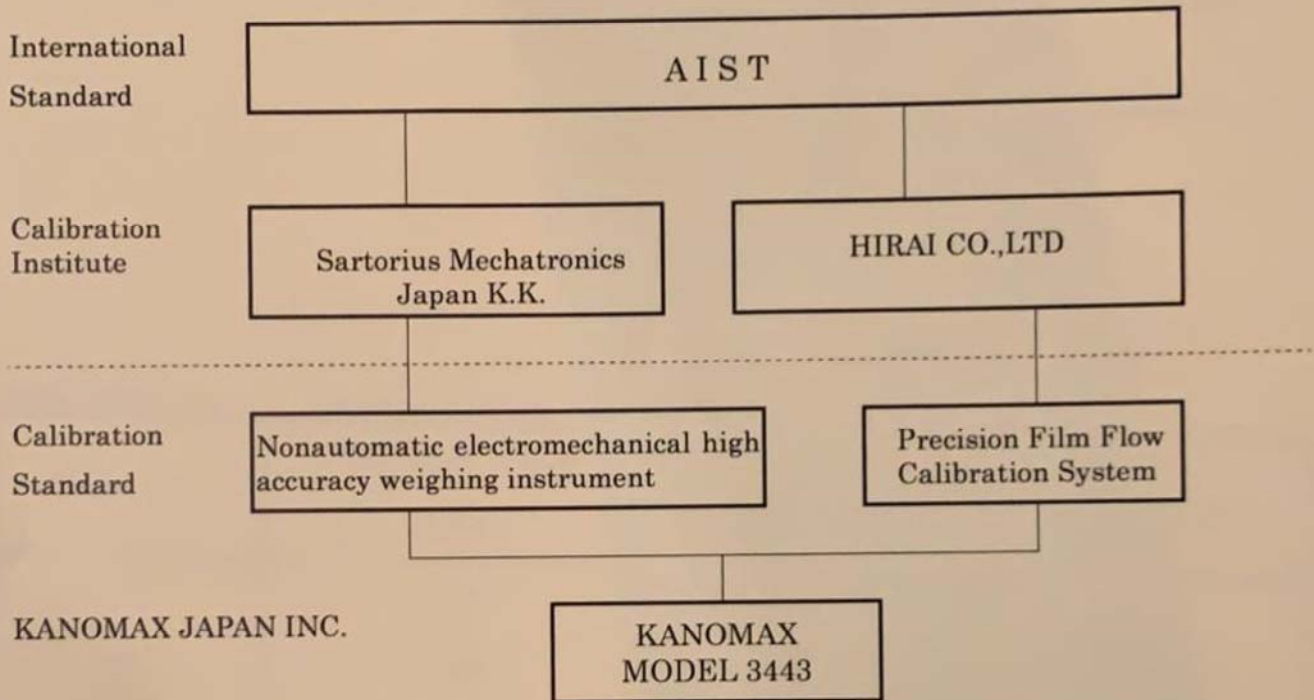 International
Standard
A I S T
Calibration
Institute
Sartorius Mechatronics
Japan K.K.
HIRAI CO.,LTD
Calibration
Standard
Nonautomatic electromechanical high
accuracy weighing instrument
Precision Film Flow
Calibration System
KANOMAX JAPAN INC.
KANOMAX
MODEL 3443